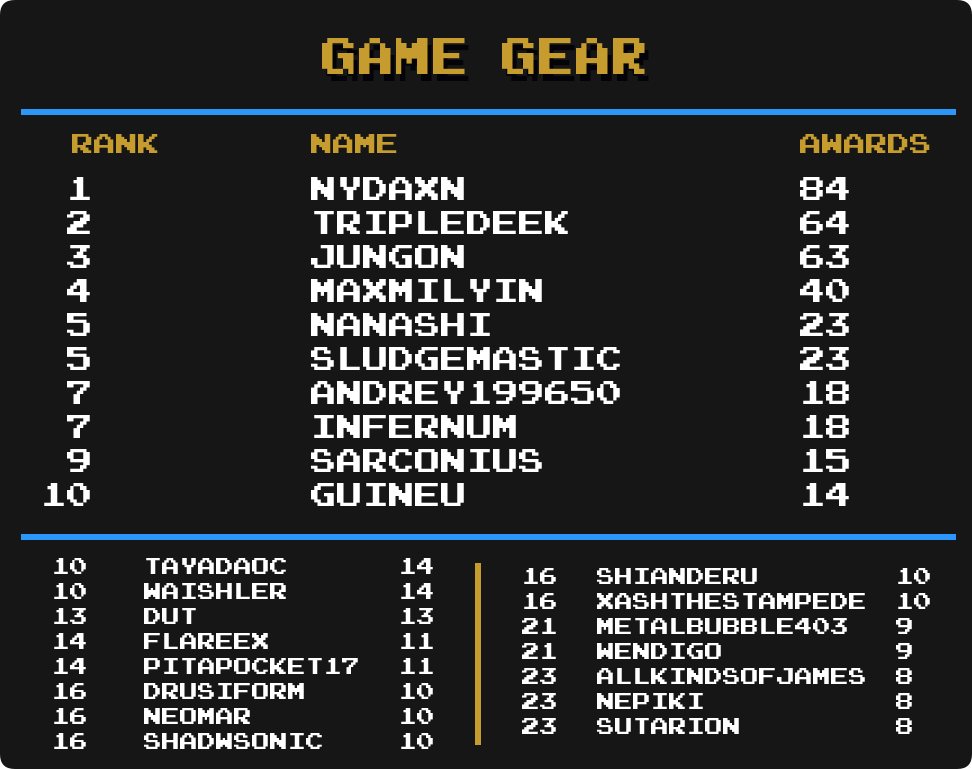 GAME GEAR
RANK NAME AWARDS
1 NYDAXN 84
2 TRIPLEDEEK 64
3 JUNGON 63
4 MAXMILYIN 40
5 NANASHI 23
5 SLUDGEMASTIC 23
7 ANDREY199650 18
7 INFERNUM 18
9 SARCONIUS 15
10 GUINEU 14
10 TAYADAOC 14
10 WAISHLER 14
13 DUT 13
14 FLAREEX 11
14 PITAPOCKET17 11
16 DRUSIFORM 10
16 NEOMAR 10
16 SHADWSONIC 10
16 SHIANDERU 10
16 XASHTHESTAMPEDE 10
21 METALBUBBLE403 9
21 WENDIGO 9
23 ALLKINDSOFJAMES 8
23 NEPIKI 8
23 SUTARION 8